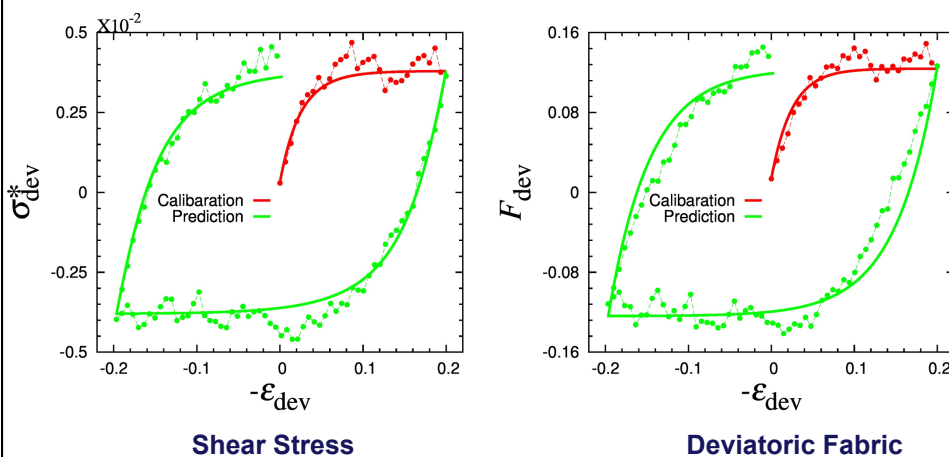 X10⁻²
0.5
0.25
0
-0.25
-0.5
σ*dev
Calibaration
Prediction
-0.2 -0.1 0 0.1 0.2
-εdev
Shear Stress
0.16
0.08
0
-0.08
-0.16
Fdev
Calibaration
Prediction
-0.2 -0.1 0 0.1 0.2
-εdev
Deviatoric Fabric